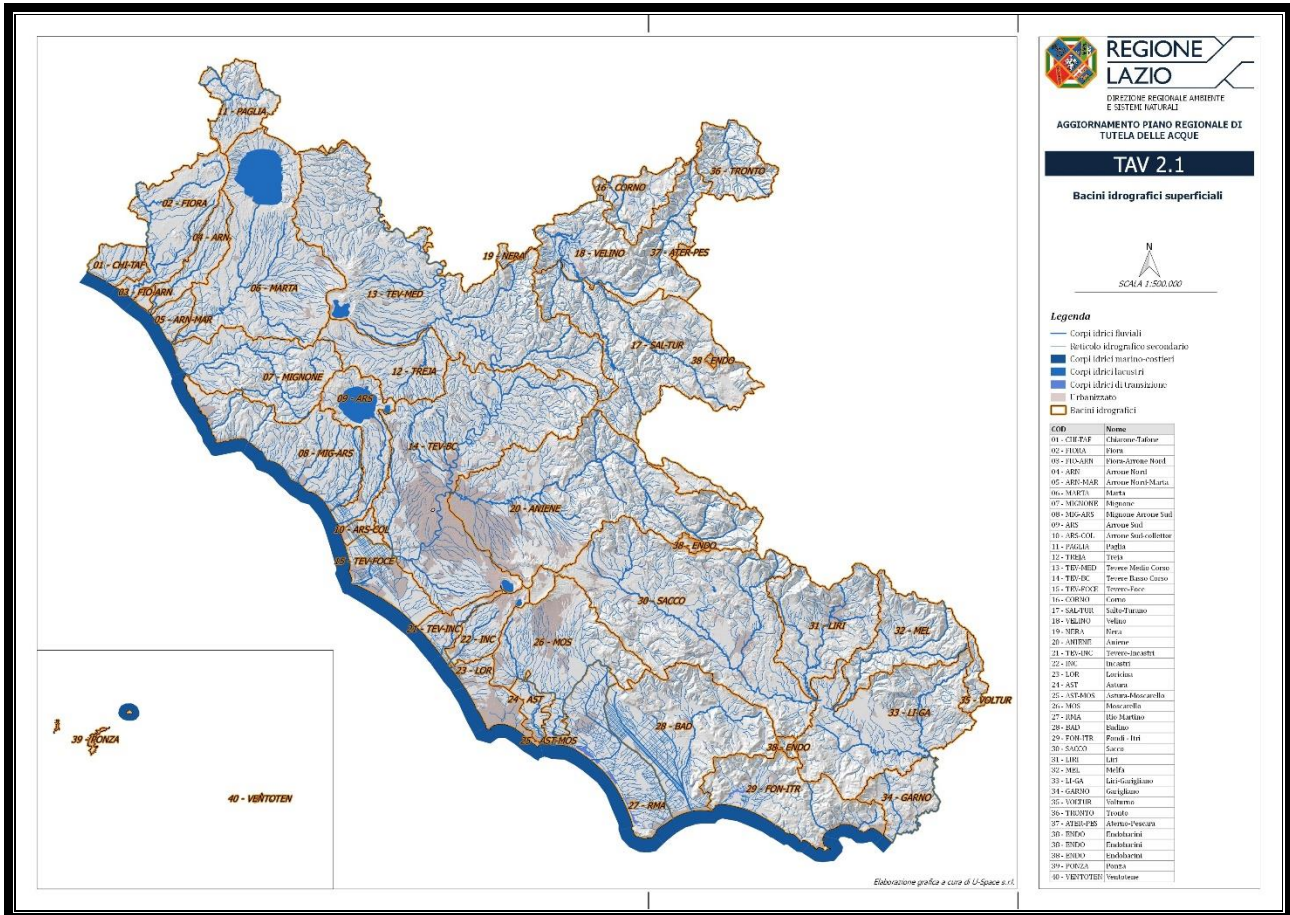 11 - PAGLIA
36 - TRONTO
16 - CORNO
02 - FIORA
04 - ARN
19 - NERA
18 - VELINO
37 - ATER-PES
01 - CHI-TAF
03 - FIO-ARN
06 - MARTA
13 - TEV-MED
05 - ARN-MAR
17 - SAL-TUR
38 - ENDO
07 - MIGNONE
12 - TREJA
09 - ARS
08 - MIG-ARS
14 - TEV-BC
20 - ANIENE
10 - ARS-COL
38 - ENDO
15 - TEV-FOCE
30 - SACCO
21 - TEV-INC
22 - INC
26 - MOS
31 - LIRI
32 - MEL
23 - LOR
24 - AST
35 - VOLTUR
33 - LI-GA
28 - BAD
25 - AST-MOS
38 - ENDO
29 - FON-ITR
27 - RMA
34 - GARNO
39 - PONZA
40 - VENTOTEN
Elaborazione grafica a cura di U-Space s.r.l.
REGIONE
LAZIO
DIREZIONE REGIONALE AMBIENTE
E SISTEMI NATURALI
AGGIORNAMENTO PIANO REGIONALE DI
TUTELA DELLE ACQUE
TAV 2.1
Bacini idrografici superficiali
N
SCALA 1:500.000
Legenda
Corpi idrici fluviali
Reticolo idrografico secondario
Corpi idrici marino-costieri
Corpi idrici lacustri
Corpi idrici di transizione
Urbanizzato
Bacini idrografici
COD Nome
01 - CHI-TAF Chiarone-Tafone
02 - FIORA Fiora
03 - FIO-ARN Fiora-Arrone Nord
04 - ARN Arrone Nord
05 - ARN-MAR Arrone Nord-Marta
06 - MARTA Marta
07 - MIGNONE Mignone
08 - MIG-ARS Mignone Arrone Sud
09 - ARS Arrone Sud
10 - ARS-COL Arrone Sud-collettor
11 - PAGLIA Paglia
12 - TREJA Treja
13 - TEV-MED Tevere Medio Corso
14 - TEV-BC Tevere Basso Corso
15 - TEV-FOCE Tevere-Foce
16 - CORNO Corno
17 - SAL-TUR Salto-Turano
18 - VELINO Velino
19 - NERA Nera
20 - ANIENE Aniene
21 - TEV-INC Tevere-Incastri
22 - INC Incastri
23 - LOR Loricina
24 - AST Astura
25 - AST-MOS Astura-Moscarello
26 - MOS Moscarello
27 - RMA Rio Martino
28 - BAD Badino
29 - FON-ITR Fondi - Itri
30 - SACCO Sacco
31 - LIRI Liri
32 - MEL Melfa
33 - LI-GA Liri-Garigliano
34 - GARNO Garigliano
35 - VOLTUR Volturno
36 - TRONTO Tronto
37 - ATER-PES Aterno-Pescara
38 - ENDO Endobacini
38 - ENDO Endobacini
38 - ENDO Endobacini
39 - PONZA Ponza
40 - VENTOTEN Ventotene